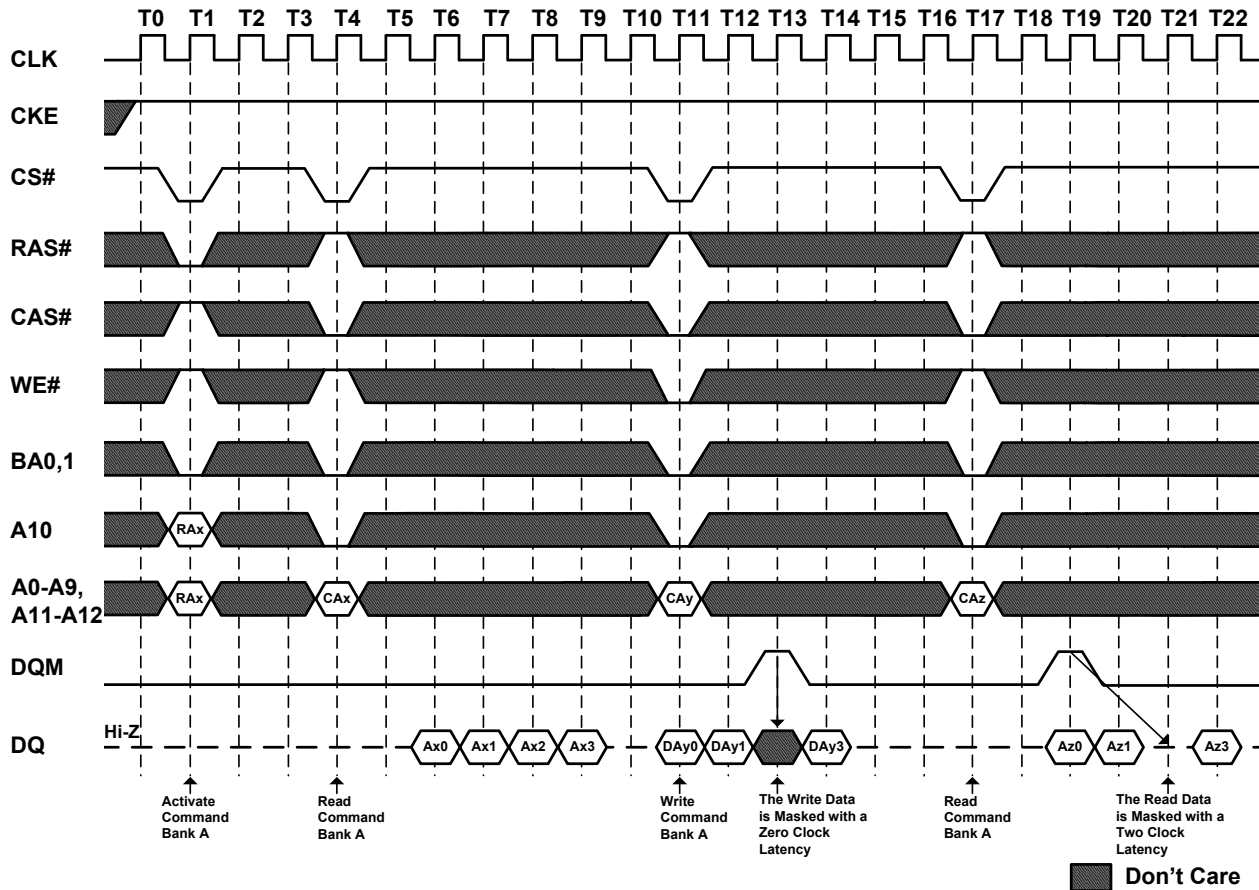 T0 T1 T2 T3 T4 T5 T6 T7 T8 T9 T10 T11 T12 T13 T14 T15 T16 T17 T18 T19 T20 T21 T22
CLK
CKE
CS#
RAS#
CAS#
WE#
BA0,1
A10
RAx
A0-A9,
A11-A12
RAx CAx CAy CAz
DQM
DQ
Hi-Z
Ax0 Ax1 Ax2 Ax3 DAy0 DAy1 DAy3 Az0 Az1 Az3
Activate
Command
Bank A
Read
Command
Bank A
Write
Command
Bank A
The Write Data
is Masked with a
Zero Clock
Latency
Read
Command
Bank A
The Read Data
is Masked with a
Two Clock
Latency
Don't Care